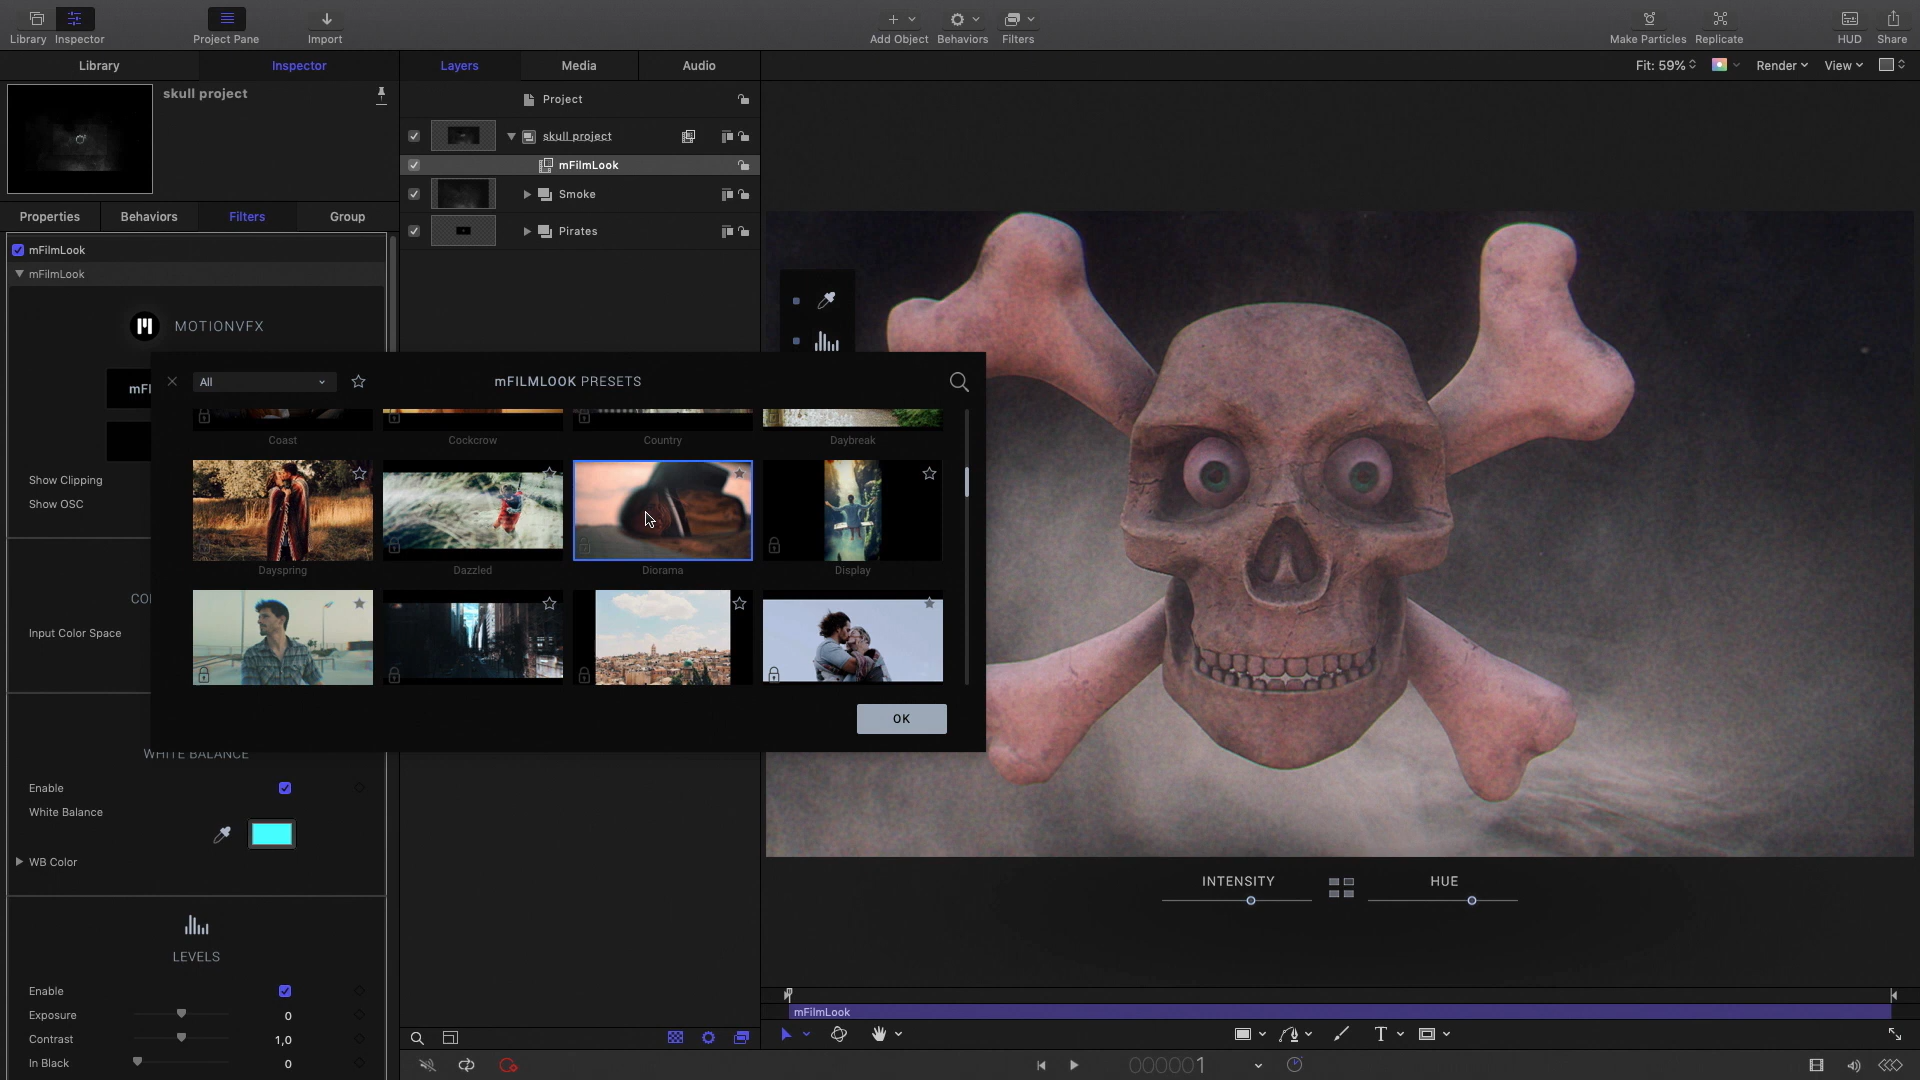 Library Inspector Project Pane Import Add Object Behaviors Filters Make Particles Replicate HUD Share
Library Inspector Layers Media Audio Fit: 59% Render View
skull project
Project
skull project
mFilmLook
Smoke
Pirates
Properties Behaviors Filters Group
mFilmLook
mFilmLook
MOTIONVFX
mFI
Show Clipping
Show OSC
CO
Input Color Space
All mFILMLOOK PRESETS
Coast Cockcrow Country Daybreak
Dayspring Dazzled Diorama Display
OK
WHITE BALANCE
Enable
White Balance
WB Color
LEVELS
Enable
Exposure 0
Contrast 1,0
In Black 0
INTENSITY HUE
mFilmLook
T
000001